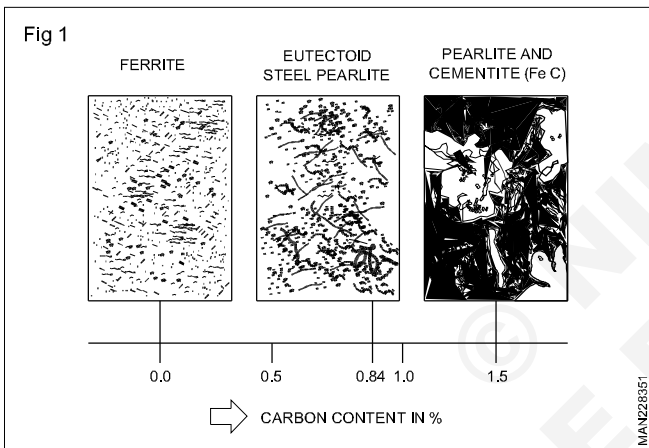 Fig 1
FERRITE
EUTECTOID
STEEL PEARLITE
PEARLITE AND
CEMENTITE (Fe C)
0.0
0.5
0.84
1.0
1.5
CARBON CONTENT IN %
MAN228351